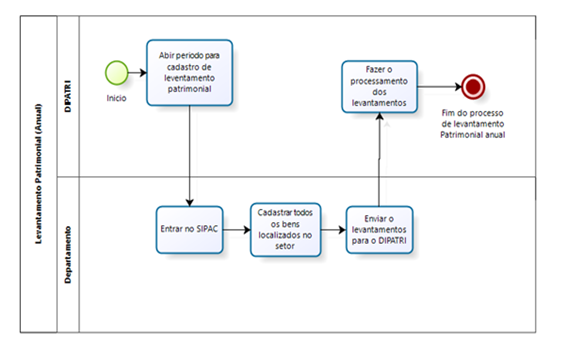 Levantamento Patrimonial (Anual)
DIPATRI
Inicio
Abir periodo para
cadastro de
levantamento
patrimonial
Fazer o
processamento
dos
levantamentos
Fim do processo
de levantamento
Patrimonial anual
Departamento
Entrar no SIPAC
Cadastrar todos
os bens
localizados no
setor
Enviar o
levantamentos
para o DIPATRI